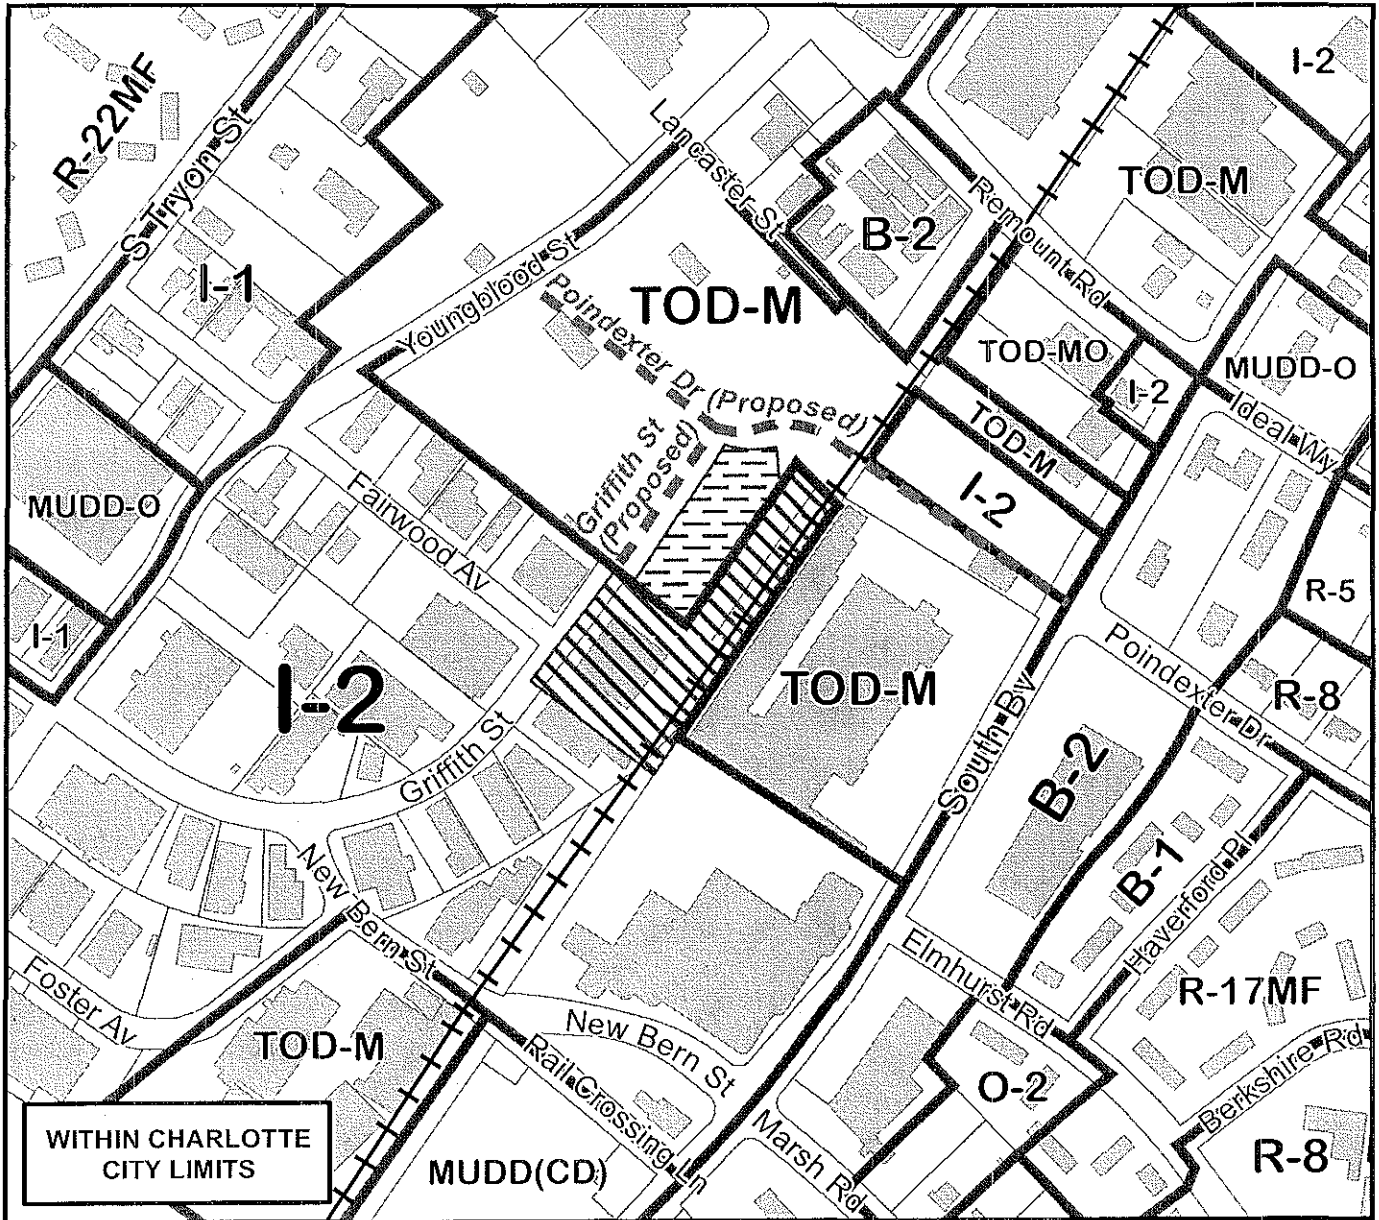 I-2
R-22MF
S Tryon St
Lancaster St
TOD-M
Remount Rd
B-2
I-1
Youngblood St
Poindexter Dr (Proposed)
TOD-M
TOD-MO
I-2
MUDD-O
Ideal Wy
TOD-M
Griffith St
(Proposed)
I-2
MUDD-O
Fairwood Av
R-5
I-1
I-2
TOD-M
Poindexter Dr
R-8
South Bv
B-2
Griffith St
B-1
Haverford Pl
New Bern St
Elmhurst Rd
R-17MF
Foster Av
TOD-M
New Bern St
Rail Crossing Ln
O-2
Berkshire Rd
Marsh Rd
WITHIN CHARLOTTE
CITY LIMITS
MUDD(CD)
R-8